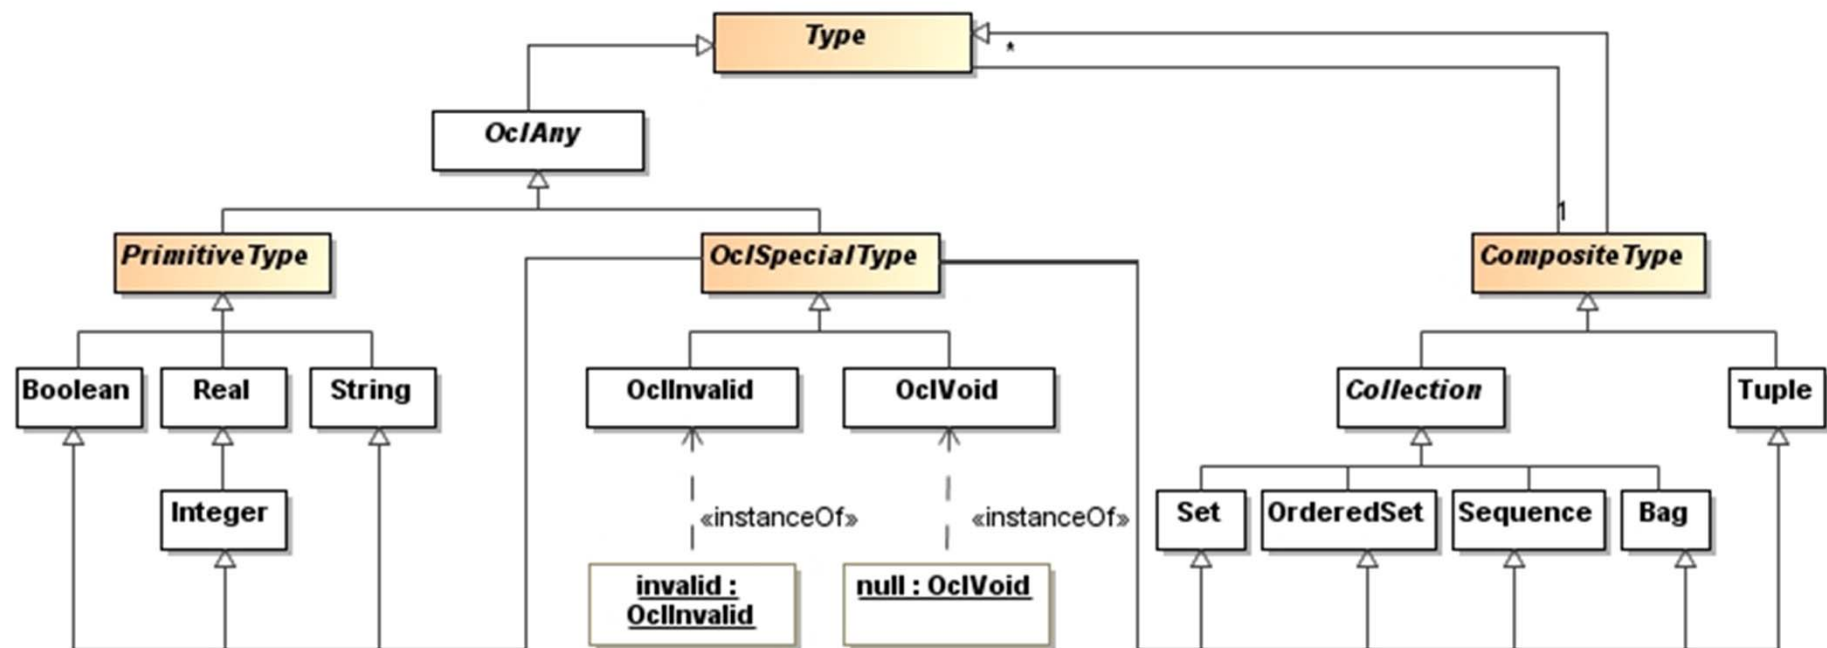 Type
*
OclAny
1
PrimitiveType
OclSpecialType
CompositeType
Boolean
Real
String
OclInvalid
OclVoid
Collection
Tuple
Integer
«instanceOf»
«instanceOf»
Set
OrderedSet
Sequence
Bag
invalid :
OclInvalid
null : OclVoid